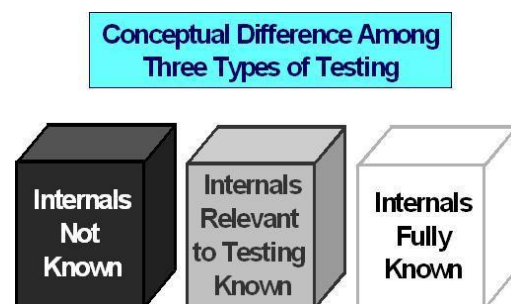 Conceptual Difference Among
Three Types of Testing
Internals
Not
Known
Internals
Relevant
to Testing
Known
Internals
Fully
Known